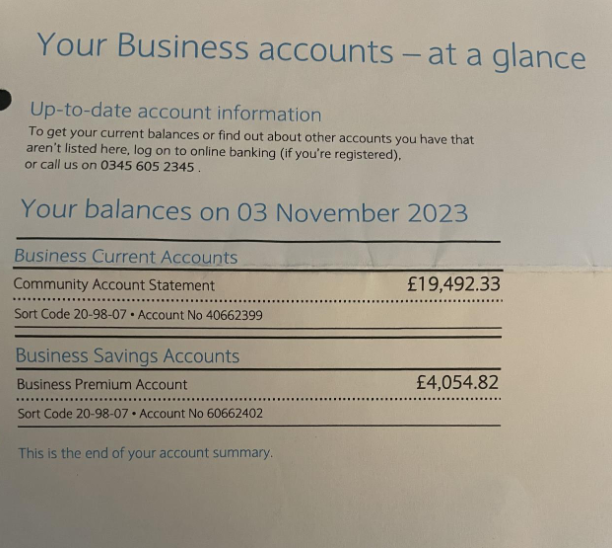 Your Business accounts – at a glance
Up-to-date account information
To get your current balances or find out about other accounts you have that
aren't listed here, log on to online banking (if you're registered),
or call us on 0345 605 2345 .
Your balances on 03 November 2023
Business Current Accounts
Community Account Statement £19,492.33
Sort Code 20-98-07 • Account No 40662399
Business Savings Accounts
Business Premium Account £4,054.82
Sort Code 20-98-07 • Account No 60662402
This is the end of your account summary.